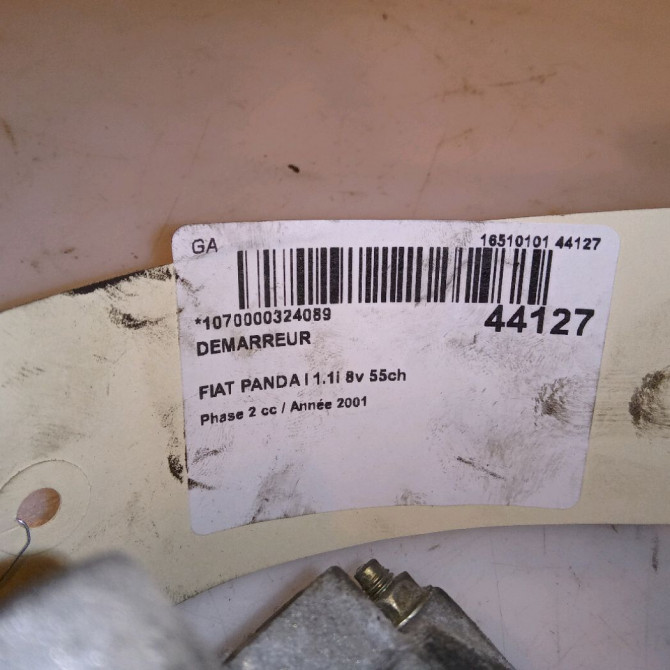 GA 16510101 44127
*1070000324089 44127
DEMARREUR
FIAT PANDA I 1.1i 8v 55ch
Phase 2 cc / Année 2001